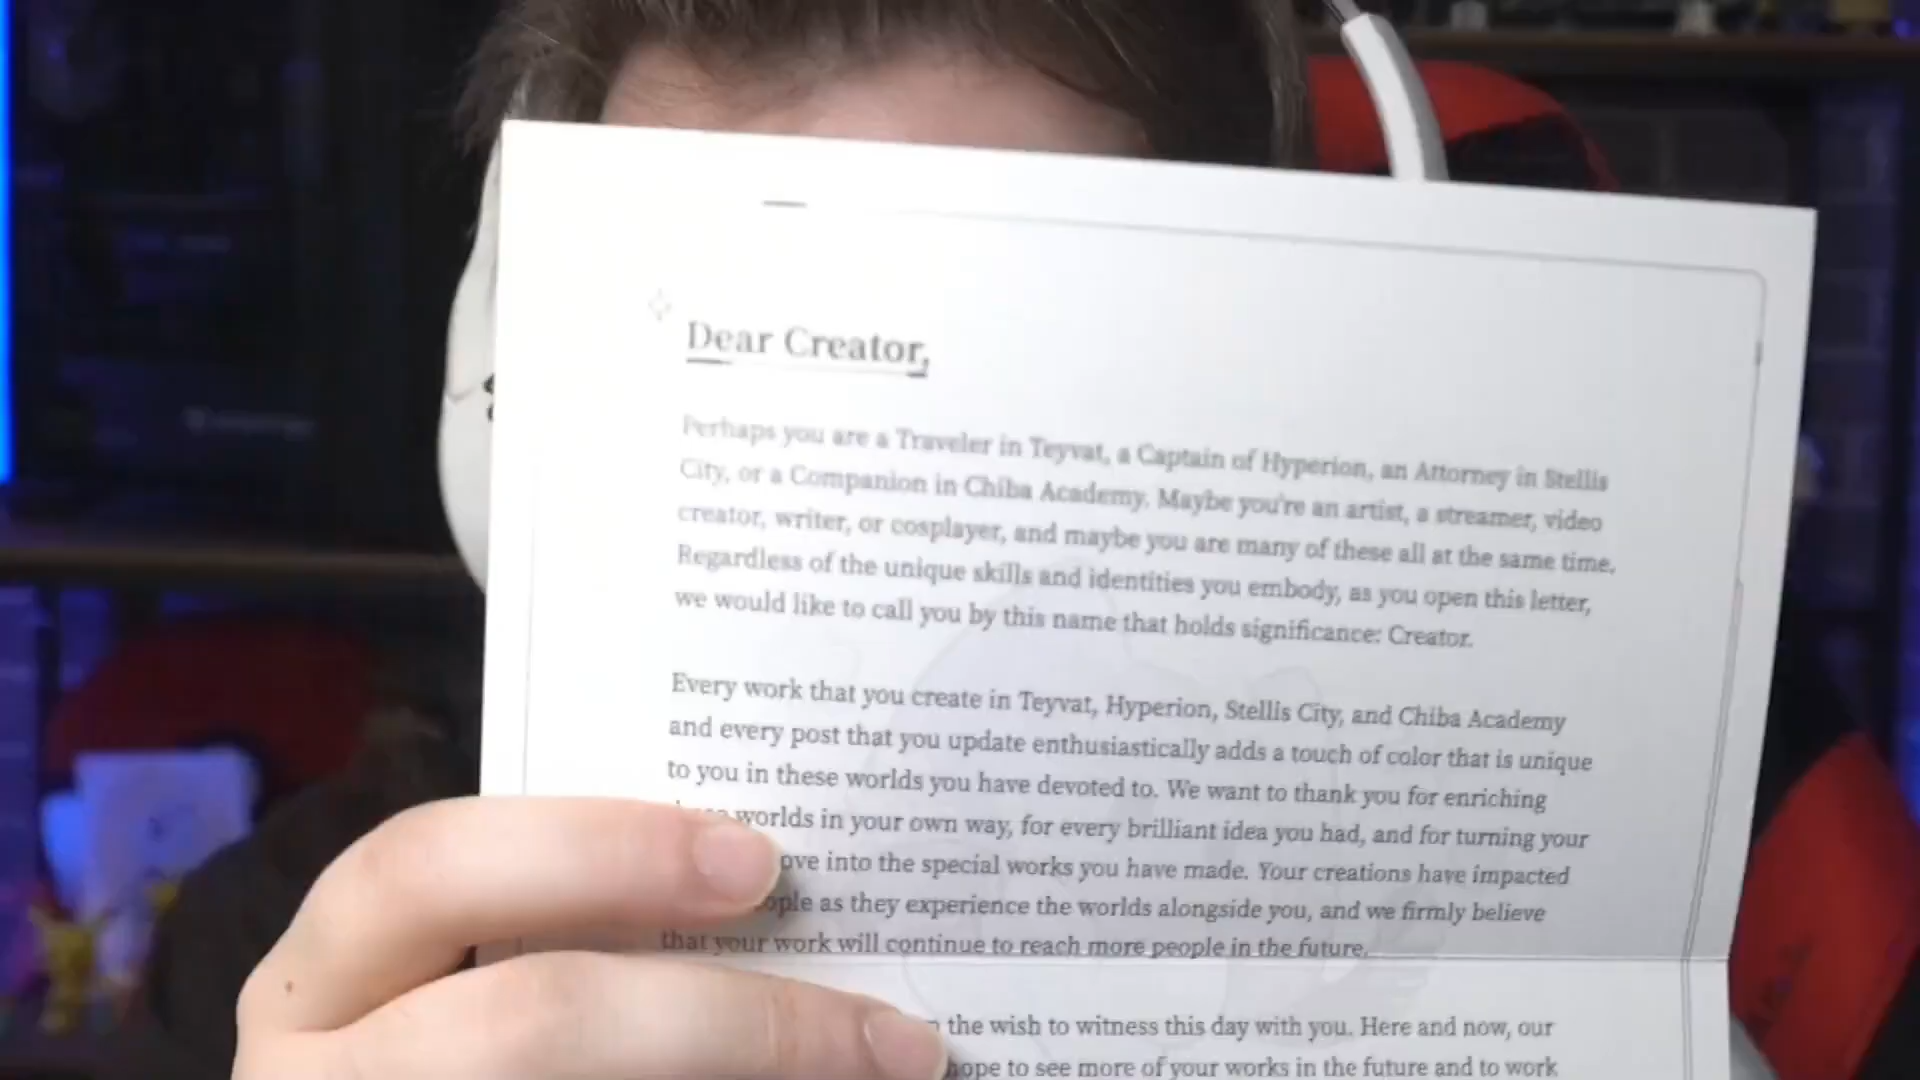 Dear Creator,
Perhaps you are a Traveler in Teyvat, a Captain of Hyperion, an Attorney in Stellis
City, or a Companion in Chiba Academy. Maybe you're an artist, a streamer, video
creator, writer, or cosplayer, and maybe you are many of these all at the same time.
Regardless of the unique skills and identities you embody, as you open this letter,
we would like to call you by this name that holds significance: Creator.
Every work that you create in Teyvat, Hyperion, Stellis City, and Chiba Academy
and every post that you update enthusiastically adds a touch of color that is unique
to you in these worlds you have devoted to. We want to thank you for enriching
worlds in your own way, for every brilliant idea you had, and for turning your
into the special works you have made. Your creations have impacted
as they experience the worlds alongside you, and we firmly believe
that your work will continue to reach more people in the future.
the wish to witness this day with you. Here and now, our
hope to see more of your works in the future and to work